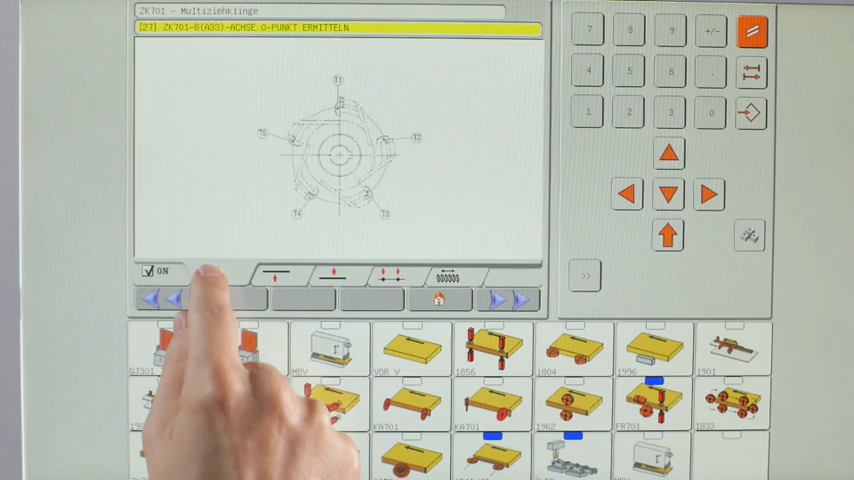 ZK701 - Multiziehklinge
[27] ZK701-8(A33)-ACHSE 0-PUNKT ERMITTELN
T1
T5
T2
T4
T3
ON
7 8 9 +/-
4 5 6 .
1 2 3 0
>>
GJ301
MBV
VOR V
1856
1804
1996
1901
KA701
KA701
1962
FR701
1833